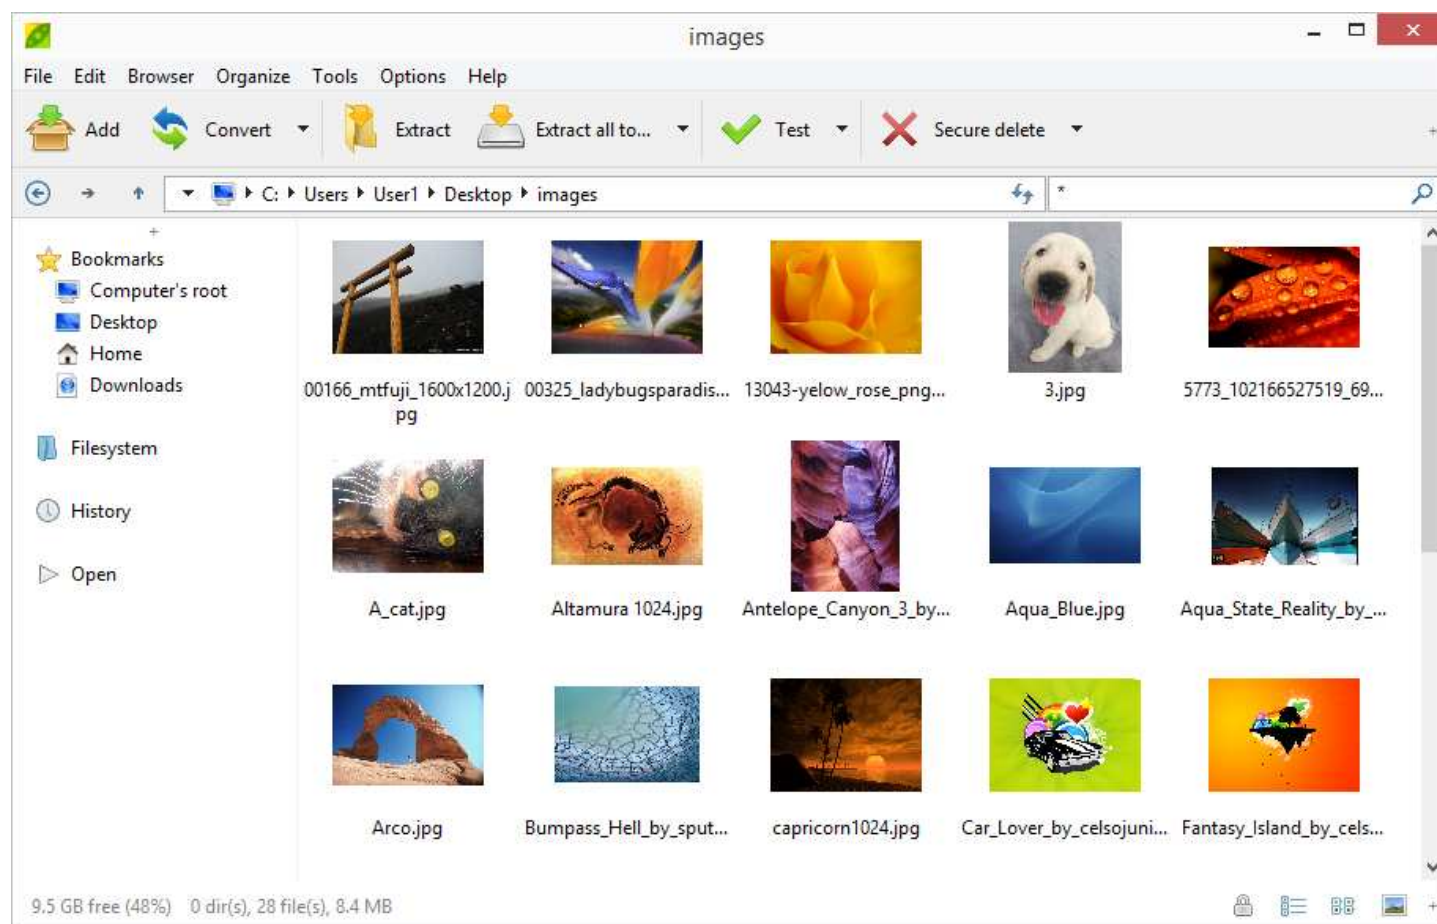 images
File Edit Browser Organize Tools Options Help
Add Convert Extract Extract all to... Test Secure delete
C: Users User1 Desktop images *
Bookmarks
Computer's root
Desktop
Home
Downloads
Filesystem
History
Open
00166_mtfuji_1600x1200.j
pg
00325_ladybugsparadis...
13043-yelow_rose_png...
3.jpg
5773_102166527519_69...
A_cat.jpg
Altamura 1024.jpg
Antelope_Canyon_3_by...
Aqua_Blue.jpg
Aqua_State_Reality_by_...
Arco.jpg
Bumpass_Hell_by_sput...
capricorn1024.jpg
Car_Lover_by_celsojuni...
Fantasy_Island_by_cels...
9.5 GB free (48%) 0 dir(s), 28 file(s), 8.4 MB